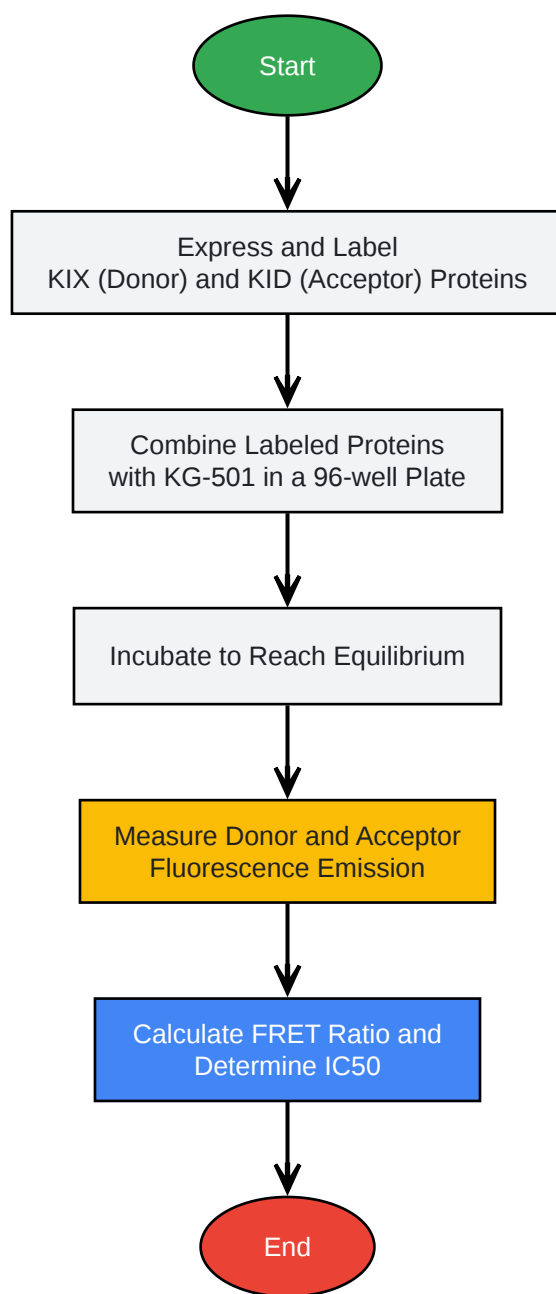 Start
Express and Label
KIX (Donor) and KID (Acceptor) Proteins
Combine Labeled Proteins
with KG-501 in a 96-well Plate
Incubate to Reach Equilibrium
Measure Donor and Acceptor
Fluorescence Emission
Calculate FRET Ratio and
Determine IC50
End